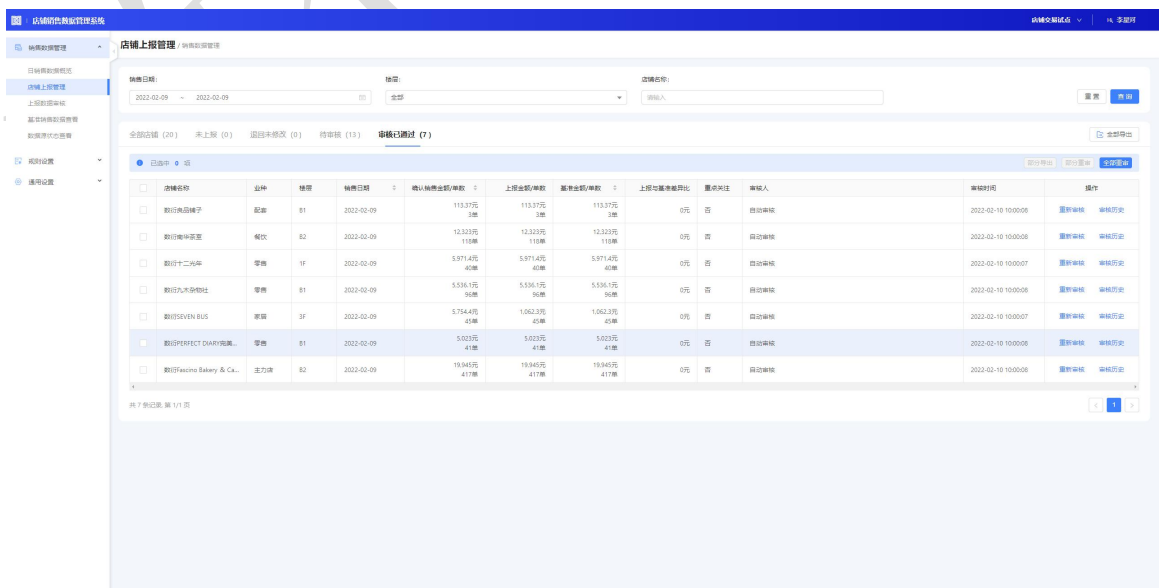 店铺销售数据管理系统
店铺交易试点
Hi, 李星河
销售数据管理
日销售数据概览
店铺上报管理
上报数据审核
基准销售数据查看
数据源状态查看
规则设置
通用设置
店铺上报管理 / 销售数据管理
销售日期:
楼层:
店铺名称:
2022-02-09 ~ 2022-02-09
全部
请输入
重置 查询
全部店铺 (20) 未上报 (0) 退回未修改 (0) 待审核 (13) 审核已通过 (7)
全部导出
已选中 0 项
部分导出 部分重审 全部重审
店铺名称 业种 楼层 销售日期 确认销售金额/单数 上报金额/单数 基准金额/单数 上报与基准差异比 重点关注 审核人 审核时间 操作
数衍良品铺子 配套 B1 2022-02-09 113.37元 113.37元 113.37元 0元 否 自动审核 2022-02-10 10:00:08 重新审核 审核历史
3单 3单 3单
数衍南华茶室 餐饮 B2 2022-02-09 12,323元 12,323元 12,323元 0元 否 自动审核 2022-02-10 10:00:08 重新审核 审核历史
118单 118单 118单
数衍十二光年 零售 1F 2022-02-09 5,971.4元 5,971.4元 5,971.4元 0元 否 自动审核 2022-02-10 10:00:07 重新审核 审核历史
40单 40单 40单
数衍九木杂物社 零售 B1 2022-02-09 5,536.1元 5,536.1元 5,536.1元 0元 否 自动审核 2022-02-10 10:00:08 重新审核 审核历史
96单 96单 96单
数衍SEVEN BUS 家居 3F 2022-02-09 5,754.4元 1,062.3元 1,062.3元 0元 否 自动审核 2022-02-10 10:00:07 重新审核 审核历史
45单 45单 45单
数衍PERFECT DIARY完美... 零售 B1 2022-02-09 5,023元 5,023元 5,023元 0元 否 自动审核 2022-02-10 10:00:08 重新审核 审核历史
41单 41单 41单
数衍Fascino Bakery & Ca... 主力店 B2 2022-02-09 19,945元 19,945元 19,945元 0元 否 自动审核 2022-02-10 10:00:08 重新审核 审核历史
417单 417单 417单
共 7 条记录 第 1/1 页
1